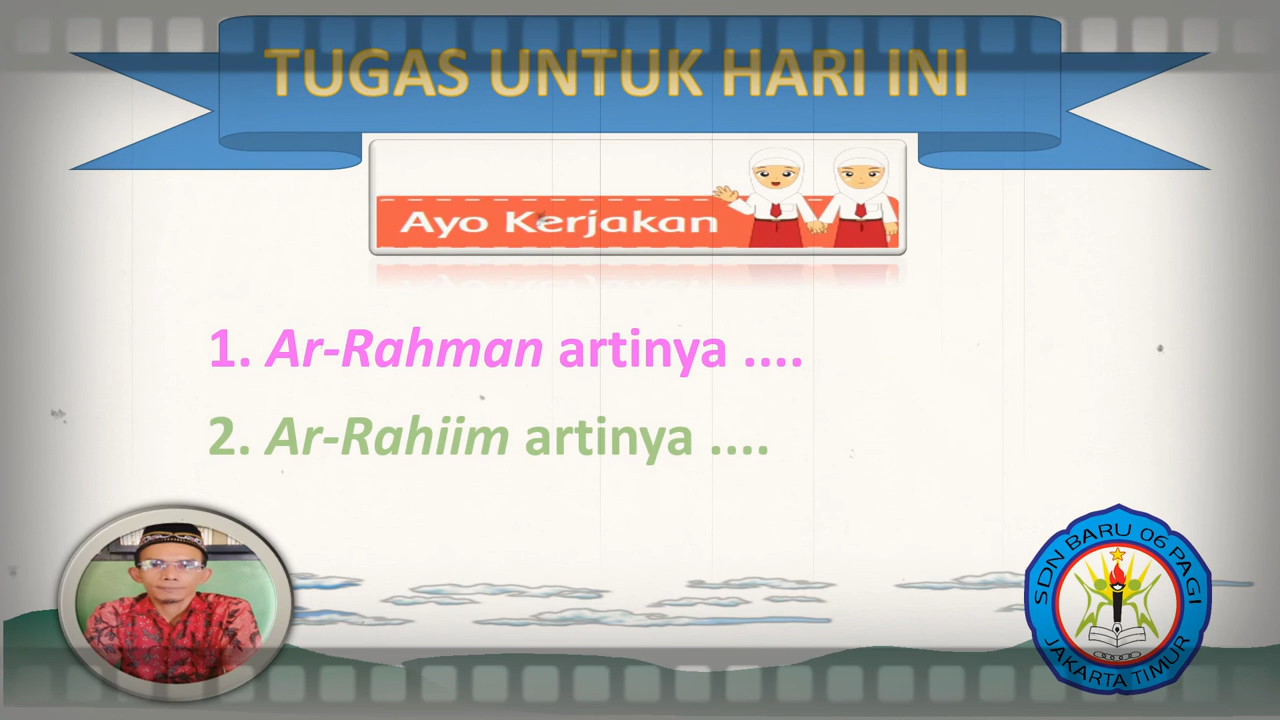 TUGAS UNTUK HARI INI
Ayo Kerjakan
1. Ar-Rahman artinya ....
2. Ar-Rahiim artinya ....
SDN BARU 06 PAGI
JAKARTA TIMUR